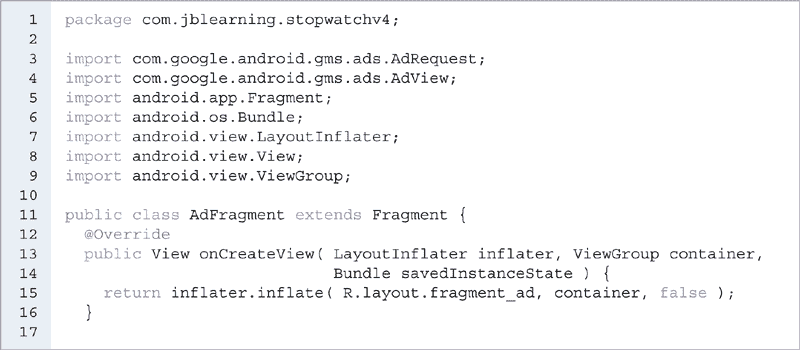 1 package com.jblearning.stopwatchv4;
2
3 import com.google.android.gms.ads.AdRequest;
4 import com.google.android.gms.ads.AdView;
5 import android.app.Fragment;
6 import android.os.Bundle;
7 import android.view.LayoutInflater;
8 import android.view.View;
9 import android.view.ViewGroup;
10
11 public class AdFragment extends Fragment {
12   @Override
13   public View onCreateView( LayoutInflater inflater, ViewGroup container,
14                             Bundle savedInstanceState ) {
15     return inflater.inflate( R.layout.fragment_ad, container, false );
16   }
17